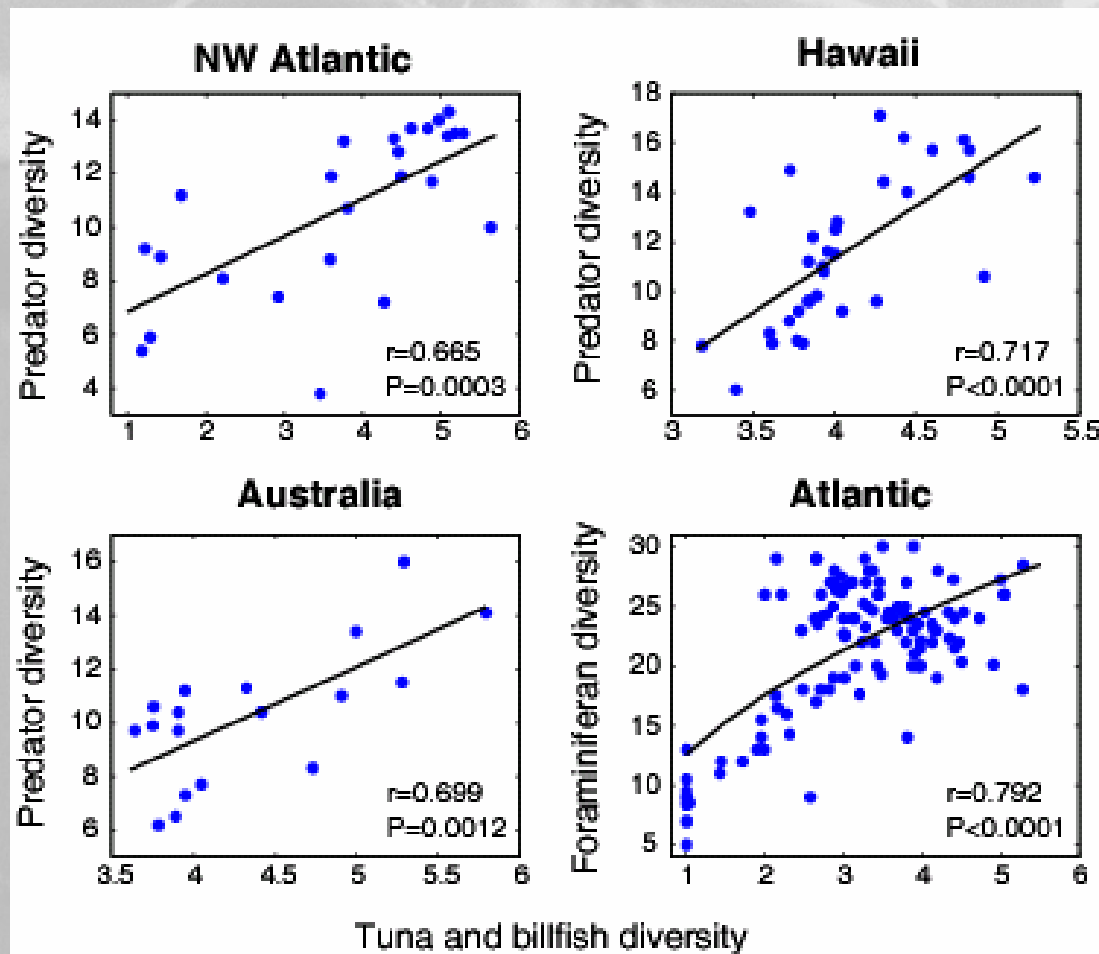 NW Atlantic
Predator diversity
14
12
10
8
6
4
r=0.665
P=0.0003
1 2 3 4 5 6
Hawaii
Predator diversity
18
16
14
12
10
8
6
r=0.717
P<0.0001
3 3.5 4 4.5 5 5.5
Australia
Predator diversity
16
14
12
10
8
6
r=0.699
P=0.0012
3.5 4 4.5 5 5.5 6
Atlantic
Foraminiferan diversity
30
25
20
15
10
5
r=0.792
P<0.0001
1 2 3 4 5 6
Tuna and billfish diversity